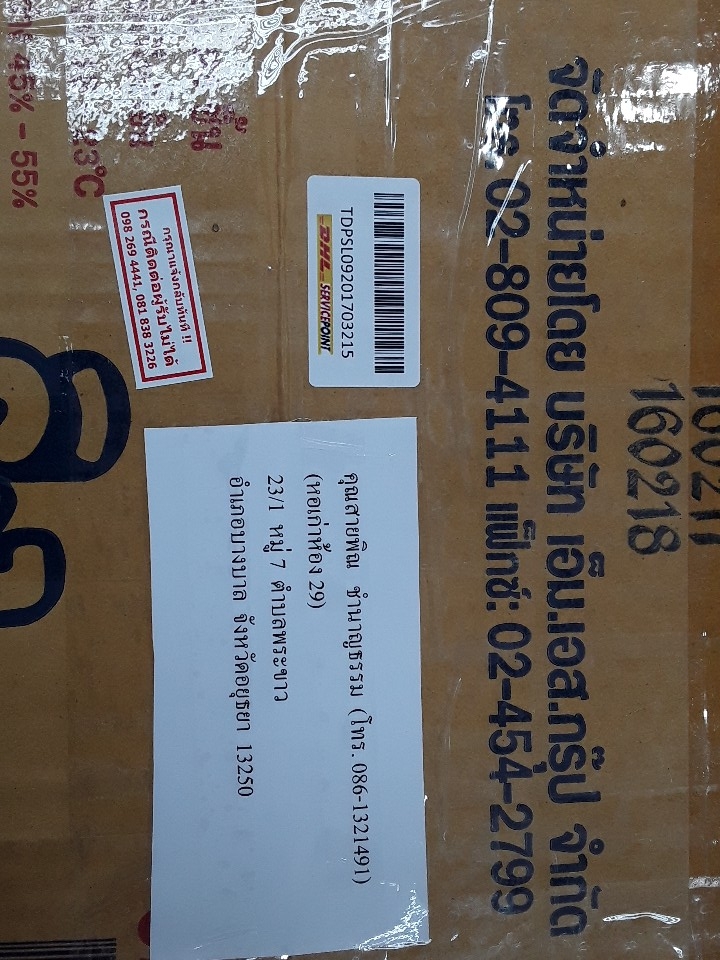 จัดจำหน่ายโดย บริษัท เอ็ม.เอส.กรุ๊ป จำกัด
โทร. 02-809-4111 แฟ็กซ์: 02-454-2799
160218
TDPSL09201703215
DHL SERVICEPOINT
กรุณาแจ้งกลับทันที !!
กรณีติดต่อผู้รับไม่ได้
098 269 4441, 081 838 3226
คุณสายพิณ ชำนาญธรรม (โทร. 086-1321491)
(หอเก่าห้อง 29)
23/1 หมู่ 7 ตำบลพระขาว
อำเภอบางบาล จังหวัดอยุธยา 13250
23°C
45% - 55%